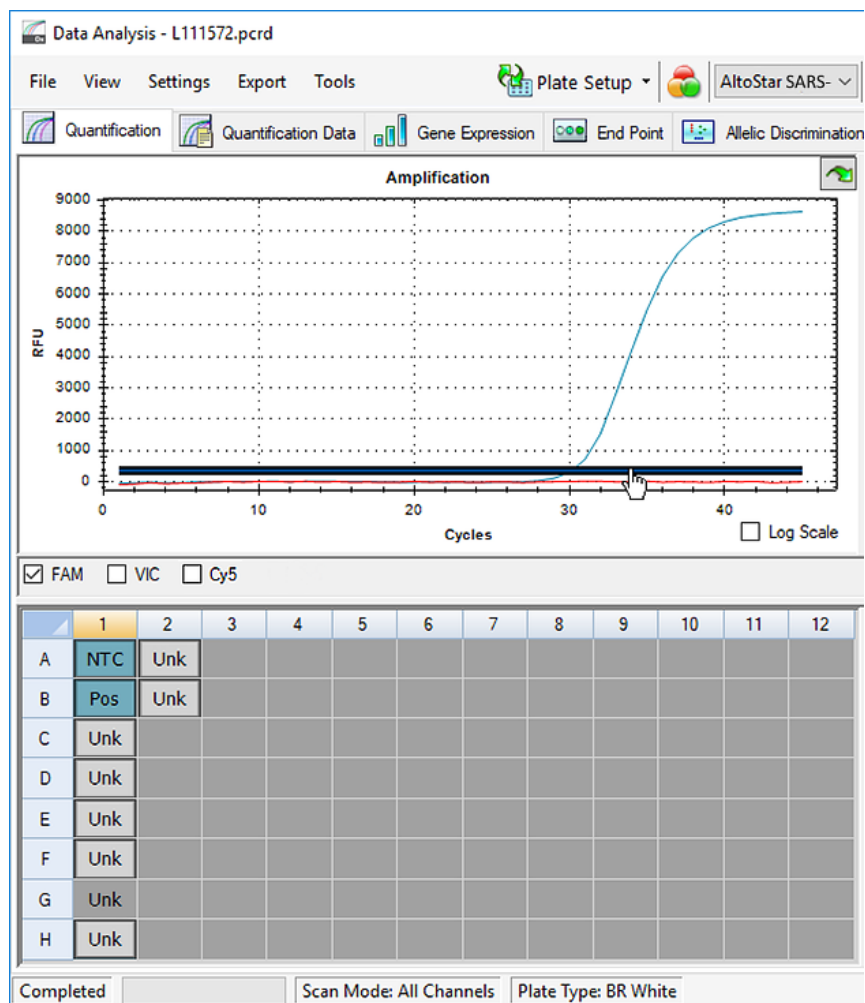 Data Analysis - L111572.pcrd
File View Settings Export Tools Plate Setup AltoStar SARS-
Quantification Quantification Data Gene Expression End Point Allelic Discrimination
Amplification
9000
8000
7000
6000
5000
4000
3000
2000
1000
0
RFU
0 10 20 30 40
Cycles
Log Scale
FAM VIC Cy5
1 2 3 4 5 6 7 8 9 10 11 12
A NTC Unk
B Pos Unk
C Unk
D Unk
E Unk
F Unk
G Unk
H Unk
Completed Scan Mode: All Channels Plate Type: BR White